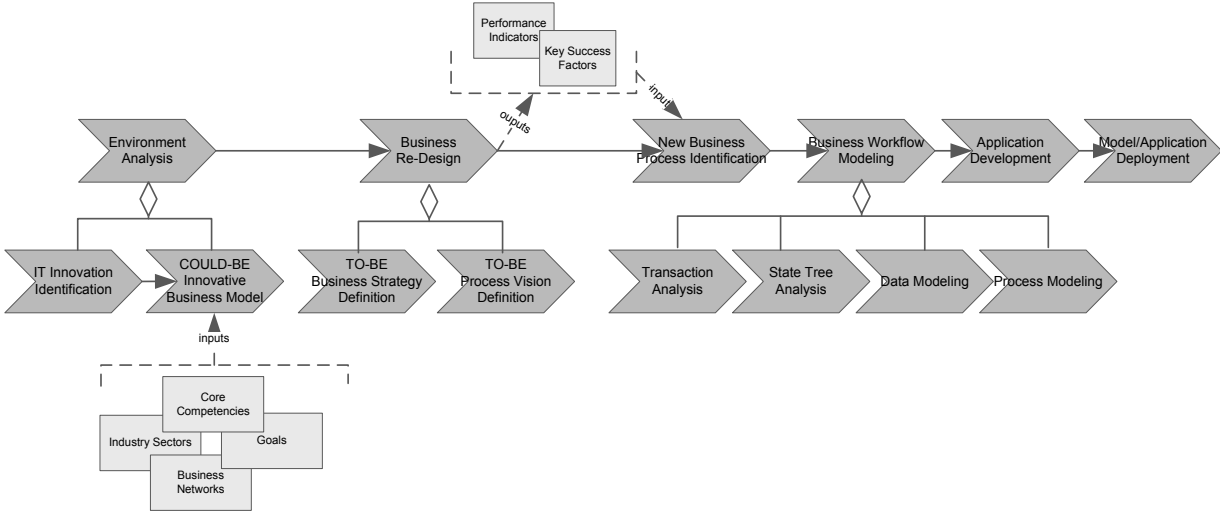 Performance
Indicators
Key Success
Factors
ouputs
inputs
Environment
Analysis
Business
Re-Design
New Business
Process Identification
Business Workflow
Modeling
Application
Development
Model/Application
Deployment
IT Innovation
Identification
COULD-BE
Innovative
Business Model
TO-BE
Business Strategy
Definition
TO-BE
Process Vision
Definition
Transaction
Analysis
State Tree
Analysis
Data Modeling
Process Modeling
inputs
Core
Competencies
Industry Sectors
Goals
Business
Networks